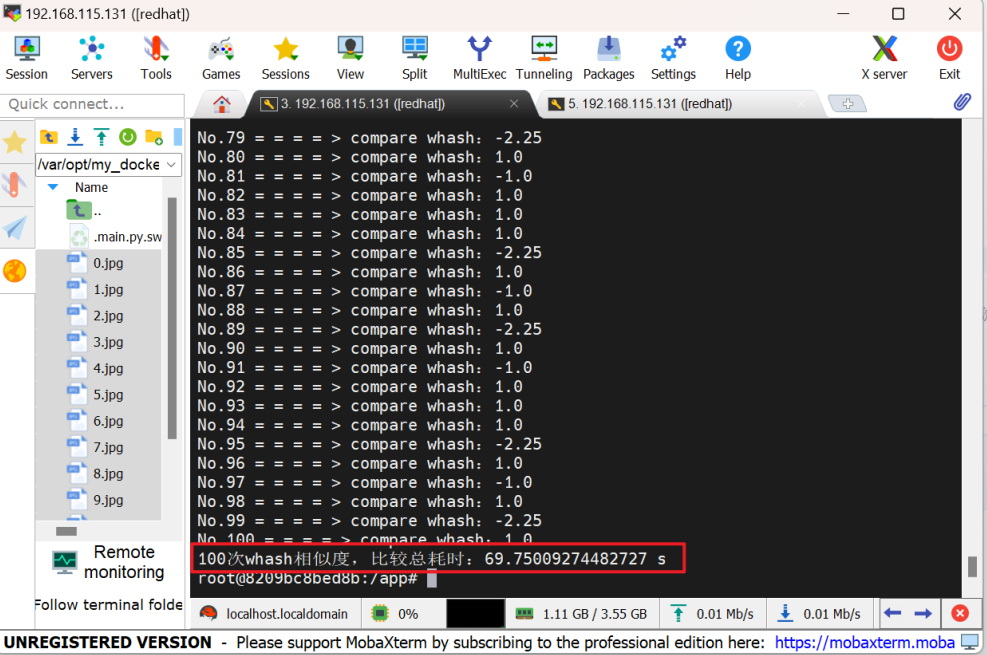 192.168.115.131 ([redhat])
Session Servers Tools Games Sessions View Split MultiExec Tunneling Packages Settings Help X server Exit
Quick connect...
3. 192.168.115.131 ([redhat])
5. 192.168.115.131 ([redhat])
/var/opt/my_docke
Name
..
.main.py.sw
0.jpg
1.jpg
2.jpg
3.jpg
4.jpg
5.jpg
6.jpg
7.jpg
8.jpg
9.jpg
Remote
monitoring
Follow terminal folde
No.79 = = = = > compare whash：-2.25
No.80 = = = = > compare whash：1.0
No.81 = = = = > compare whash：-1.0
No.82 = = = = > compare whash：1.0
No.83 = = = = > compare whash：1.0
No.84 = = = = > compare whash：1.0
No.85 = = = = > compare whash：-2.25
No.86 = = = = > compare whash：1.0
No.87 = = = = > compare whash：-1.0
No.88 = = = = > compare whash：1.0
No.89 = = = = > compare whash：-2.25
No.90 = = = = > compare whash：1.0
No.91 = = = = > compare whash：-1.0
No.92 = = = = > compare whash：1.0
No.93 = = = = > compare whash：1.0
No.94 = = = = > compare whash：1.0
No.95 = = = = > compare whash：-2.25
No.96 = = = = > compare whash：1.0
No.97 = = = = > compare whash：-1.0
No.98 = = = = > compare whash：1.0
No.99 = = = = > compare whash：-2.25
No.100 = = = = > compare whash：1.0
100次whash相似度，比较总耗时：69.75009274482727 s
root@8209bc8bed8b:/app#
localhost.localdomain 0% 1.11 GB / 3.55 GB 0.01 Mb/s 0.01 Mb/s
UNREGISTERED VERSION - Please support MobaXterm by subscribing to the professional edition here: https://mobaxterm.moba